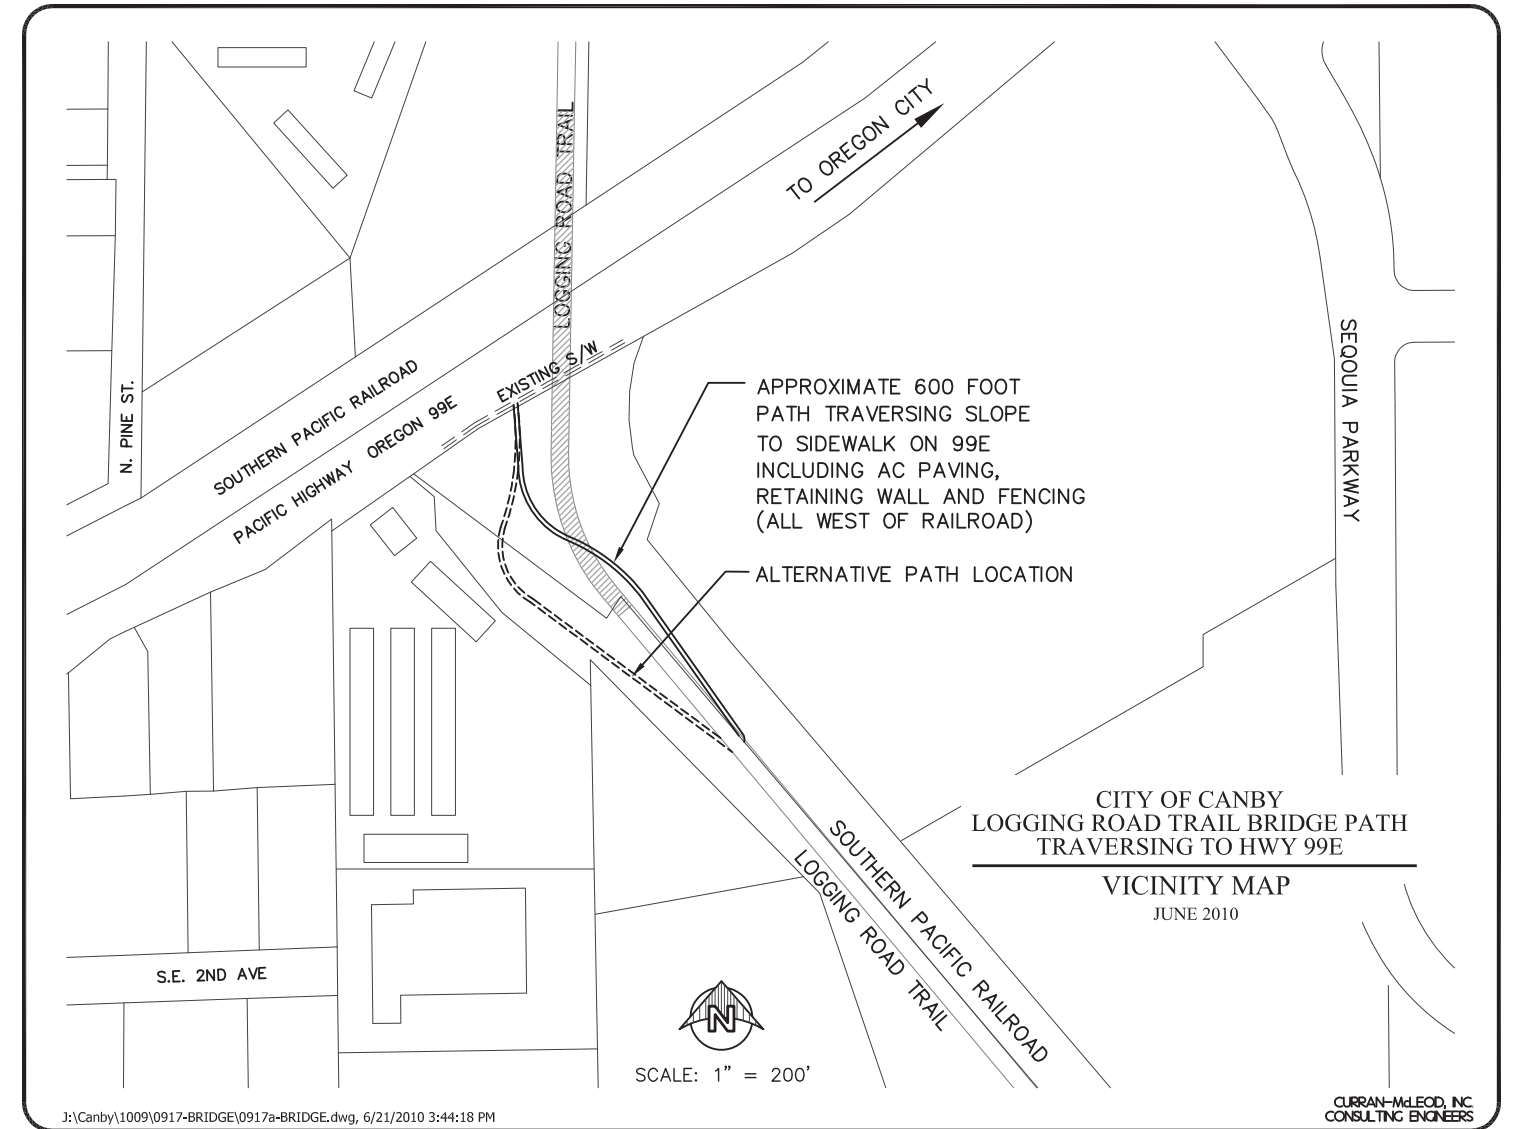 LOGGING ROAD TRAIL
TO OREGON CITY
N. PINE ST.
SOUTHERN PACIFIC RAILROAD
PACIFIC HIGHWAY OREGON 99E
EXISTING S/W
SEQOUIA PARKWAY
APPROXIMATE 600 FOOT
PATH TRAVERSING SLOPE
TO SIDEWALK ON 99E
INCLUDING AC PAVING,
RETAINING WALL AND FENCING
(ALL WEST OF RAILROAD)
ALTERNATIVE PATH LOCATION
CITY OF CANBY
LOGGING ROAD TRAIL BRIDGE PATH
TRAVERSING TO HWY 99E
VICINITY MAP
JUNE 2010
SOUTHERN PACIFIC RAILROAD
LOGGING ROAD TRAIL
S.E. 2ND AVE
N
SCALE: 1" = 200'
J:\Canby\1009\0917-BRIDGE\0917a-BRIDGE.dwg, 6/21/2010 3:44:18 PM
CURRAN-McLEOD, INC.
CONSULTING ENGINEERS